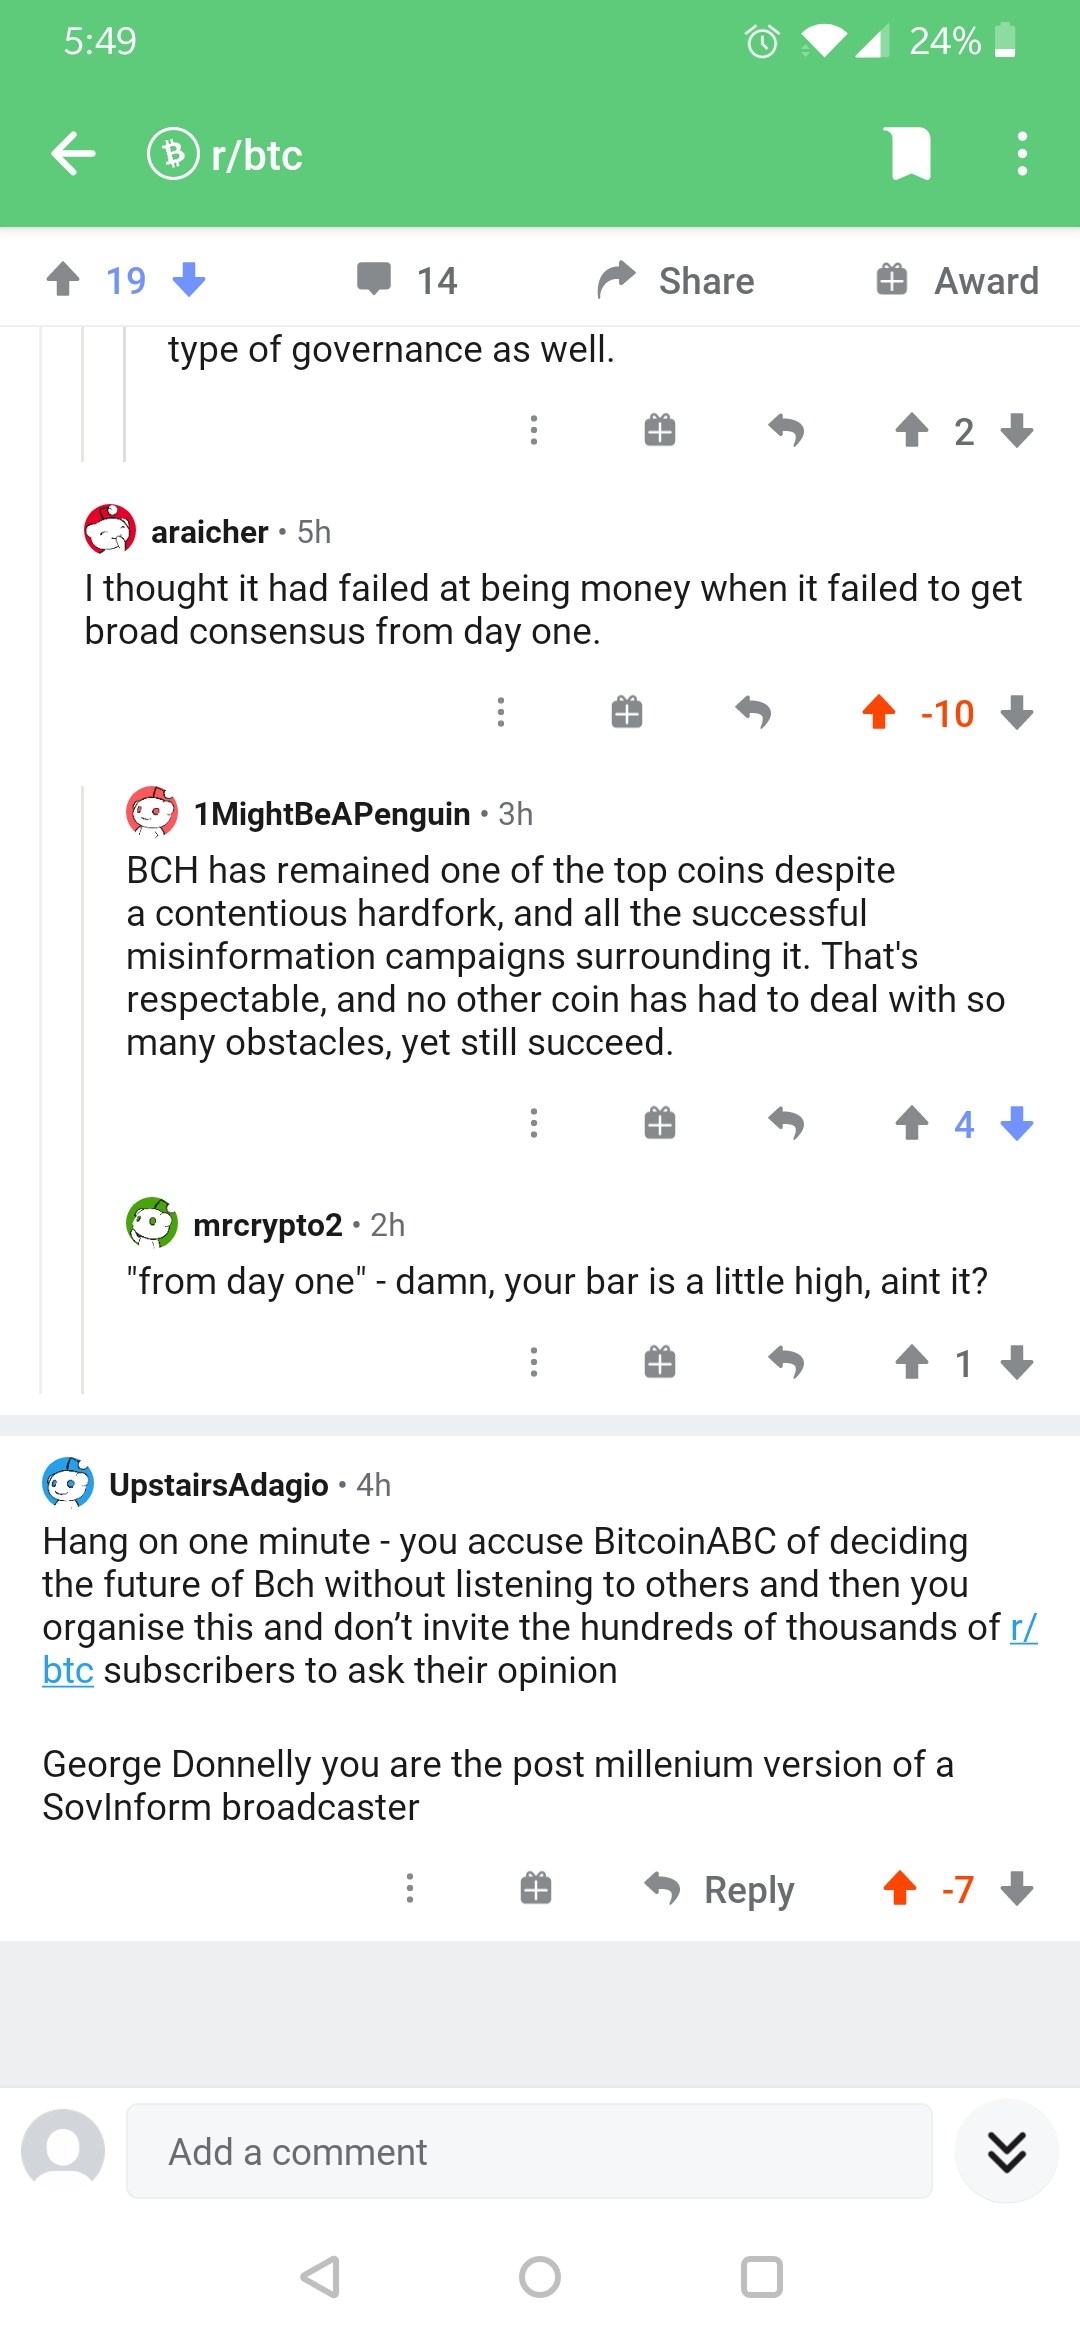 5:49
24%
r/btc
19
14
Share
Award
type of governance as well.
2
araicher • 5h
I thought it had failed at being money when it failed to get
broad consensus from day one.
-10
1MightBeAPenguin • 3h
BCH has remained one of the top coins despite
a contentious hardfork, and all the successful
misinformation campaigns surrounding it. That's
respectable, and no other coin has had to deal with so
many obstacles, yet still succeed.
4
mrcrypto2 • 2h
"from day one" - damn, your bar is a little high, aint it?
1
UpstairsAdagio • 4h
Hang on one minute - you accuse BitcoinABC of deciding
the future of Bch without listening to others and then you
organise this and don’t invite the hundreds of thousands of r/
btc subscribers to ask their opinion
George Donnelly you are the post millenium version of a
SovInform broadcaster
Reply
-7
Add a comment